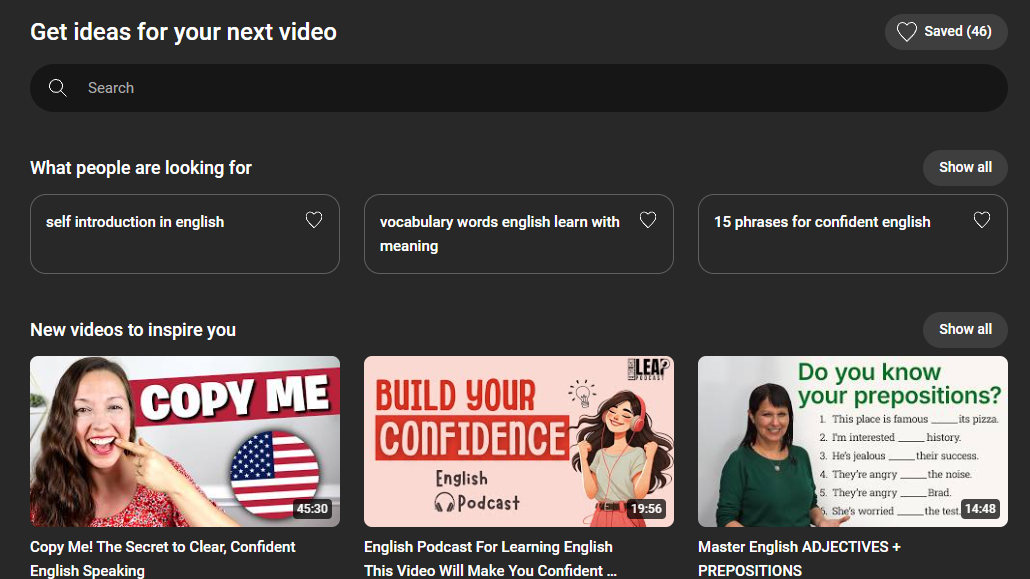 Get ideas for your next video
Saved (46)
Search
What people are looking for
Show all
self introduction in english
vocabulary words english learn with
meaning
15 phrases for confident english
New videos to inspire you
Show all
COPY ME
45:30
LEAP
PODCAST
BUILD YOUR
CONFIDENCE
English
Podcast
19:56
Do you know
your prepositions?
1. This place is famous _____ its pizza.
2. I'm interested _____ history.
3. He's jealous _____ their success.
4. They're angry _____ the noise.
5. They're angry _____ Brad.
6. She's worried _____ the test.
14:48
Copy Me! The Secret to Clear, Confident
English Speaking
English Podcast For Learning English
This Video Will Make You Confident ...
Master English ADJECTIVES +
PREPOSITIONS